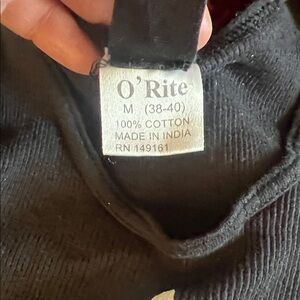 O'Rite
M (38-40)
100% COTTON
MADE IN INDIA
RN 149161